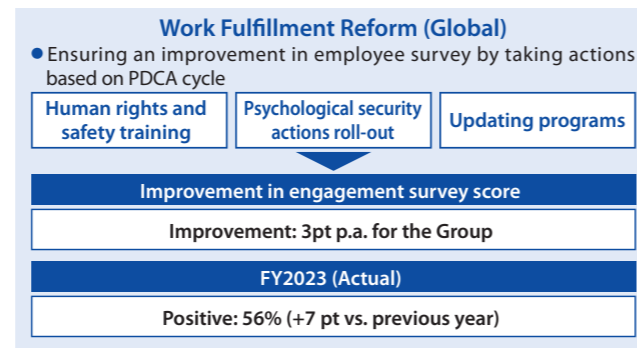 Work Fulfillment Reform (Global)
● Ensuring an improvement in employee survey by taking actions
based on PDCA cycle
Human rights and
safety training
Psychological security
actions roll-out
Updating programs
Improvement in engagement survey score
Improvement: 3pt p.a. for the Group
FY2023 (Actual)
Positive: 56% (+7 pt vs. previous year)